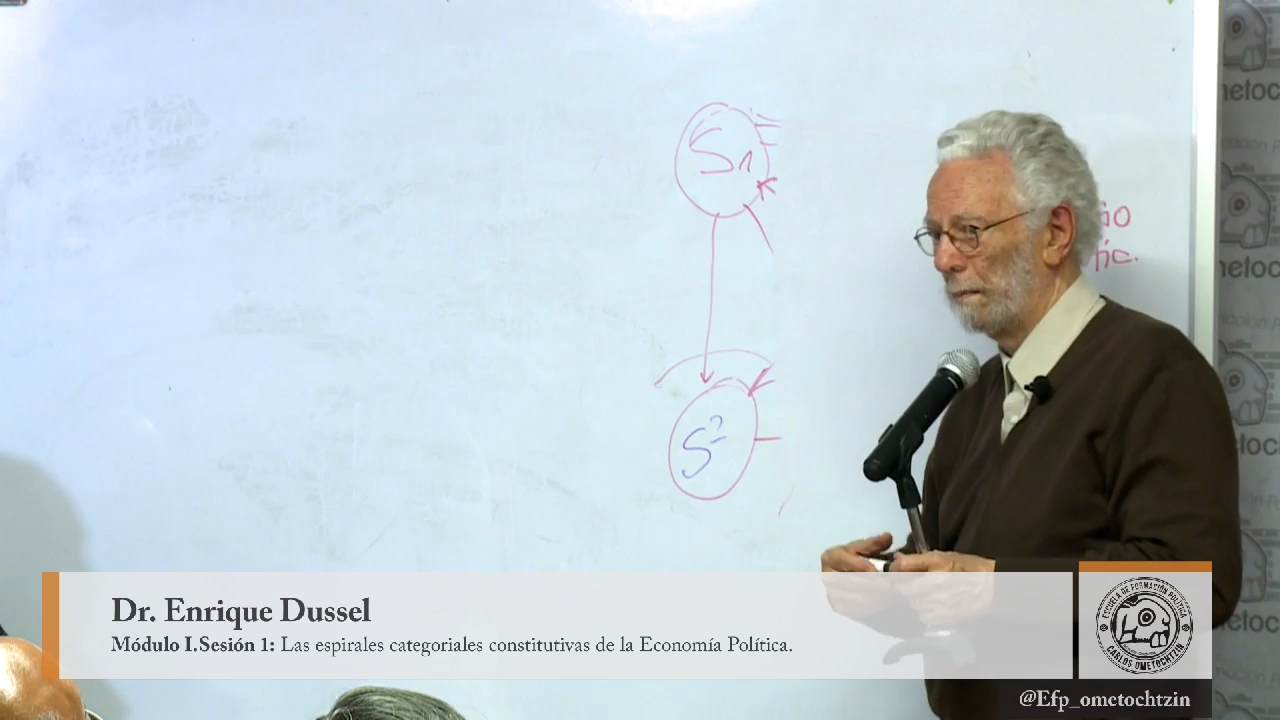 S1
S2
Dr. Enrique Dussel
Módulo I.Sesión 1: Las espirales categoriales constitutivas de la Economía Política.
ESCUELA DE FORMACIÓN POLÍTICA
CARLOS OMETOCHTZIN
@Efp_ometochtzin